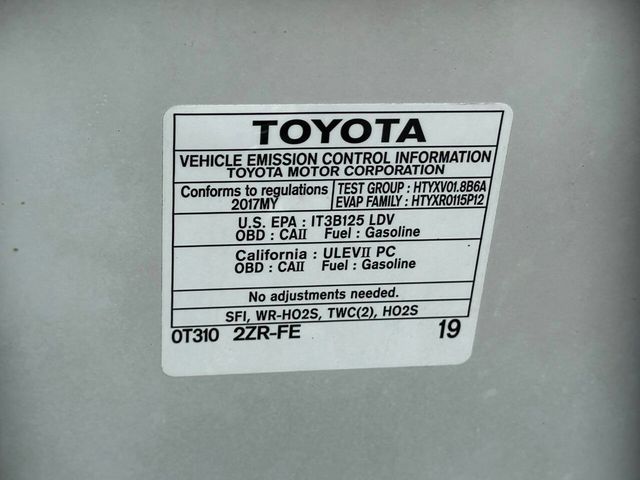 TOYOTA
VEHICLE EMISSION CONTROL INFORMATION
TOYOTA MOTOR CORPORATION
Conforms to regulations
2017MY
TEST GROUP : HTYXV01.8B6A
EVAP FAMILY : HTYXR0115P12
U.S. EPA : IT3B125 LDV
OBD : CAII Fuel : Gasoline
California : ULEVII PC
OBD : CAII Fuel : Gasoline
No adjustments needed.
SFI, WR-HO2S, TWC(2), HO2S
0T310 2ZR-FE 19